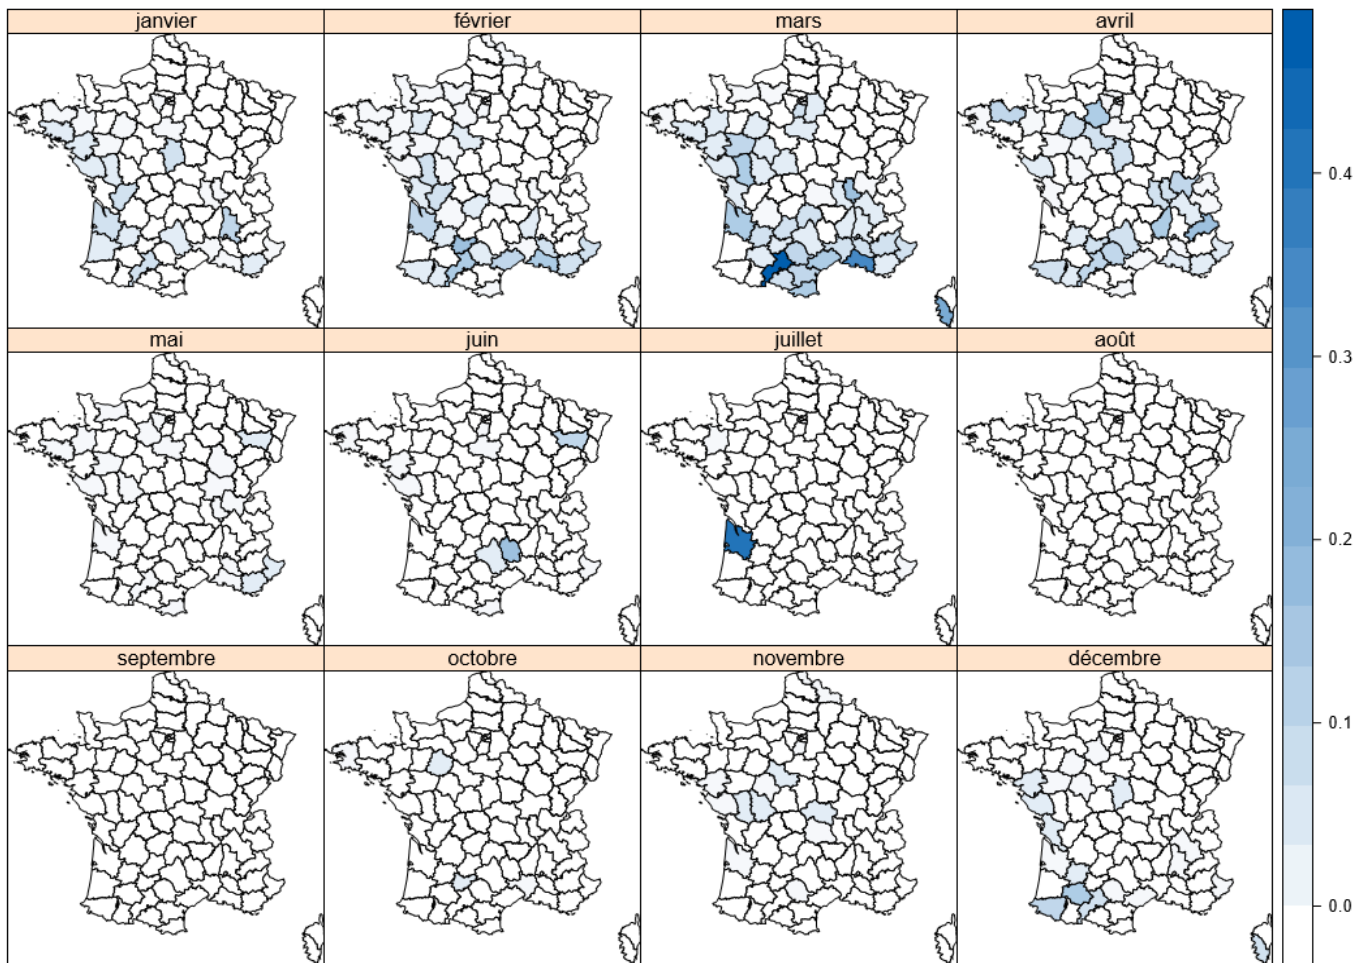 janvier
février
mars
avril
mai
juin
juillet
août
septembre
octobre
novembre
décembre
0.4
0.3
0.2
0.1
0.0